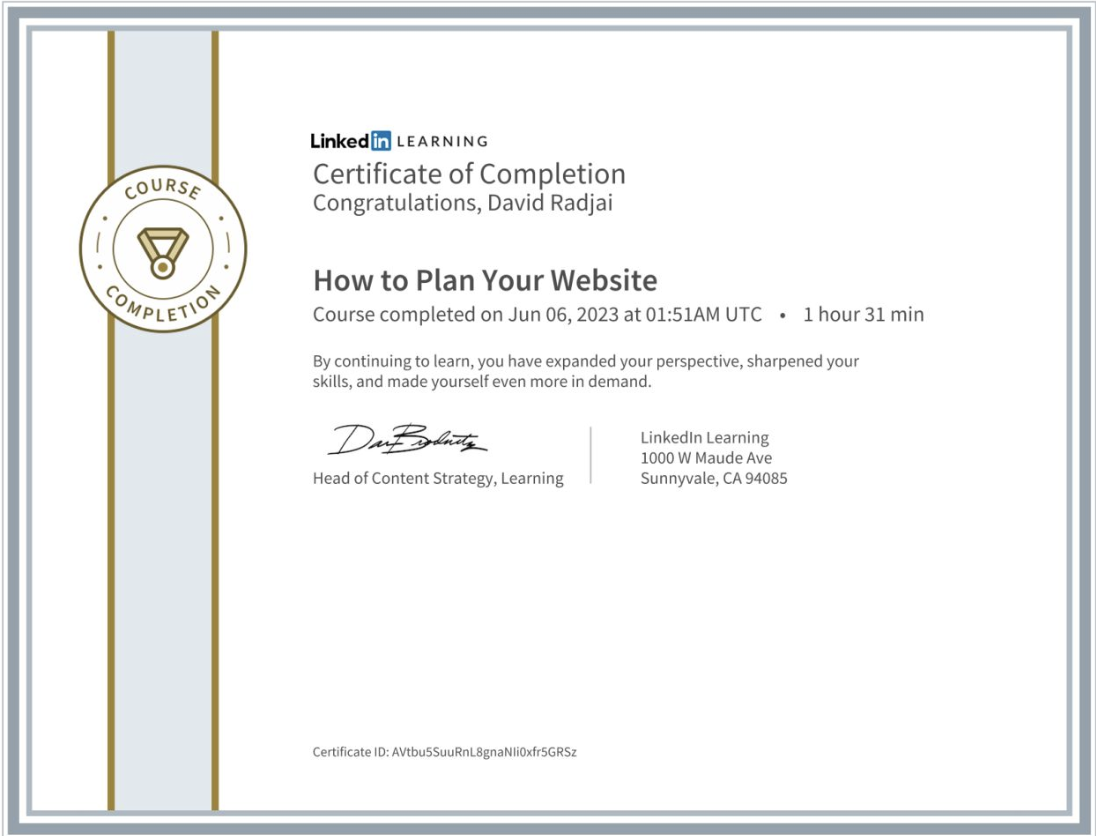 COURSE
COMPLETION
Linked in LEARNING
Certificate of Completion
Congratulations, David Radjai
How to Plan Your Website
Course completed on Jun 06, 2023 at 01:51AM UTC • 1 hour 31 min
By continuing to learn, you have expanded your perspective, sharpened your
skills, and made yourself even more in demand.
Head of Content Strategy, Learning
LinkedIn Learning
1000 W Maude Ave
Sunnyvale, CA 94085
Certificate ID: AVtbu5SuuRnL8gnaNIi0xfr5GRSz